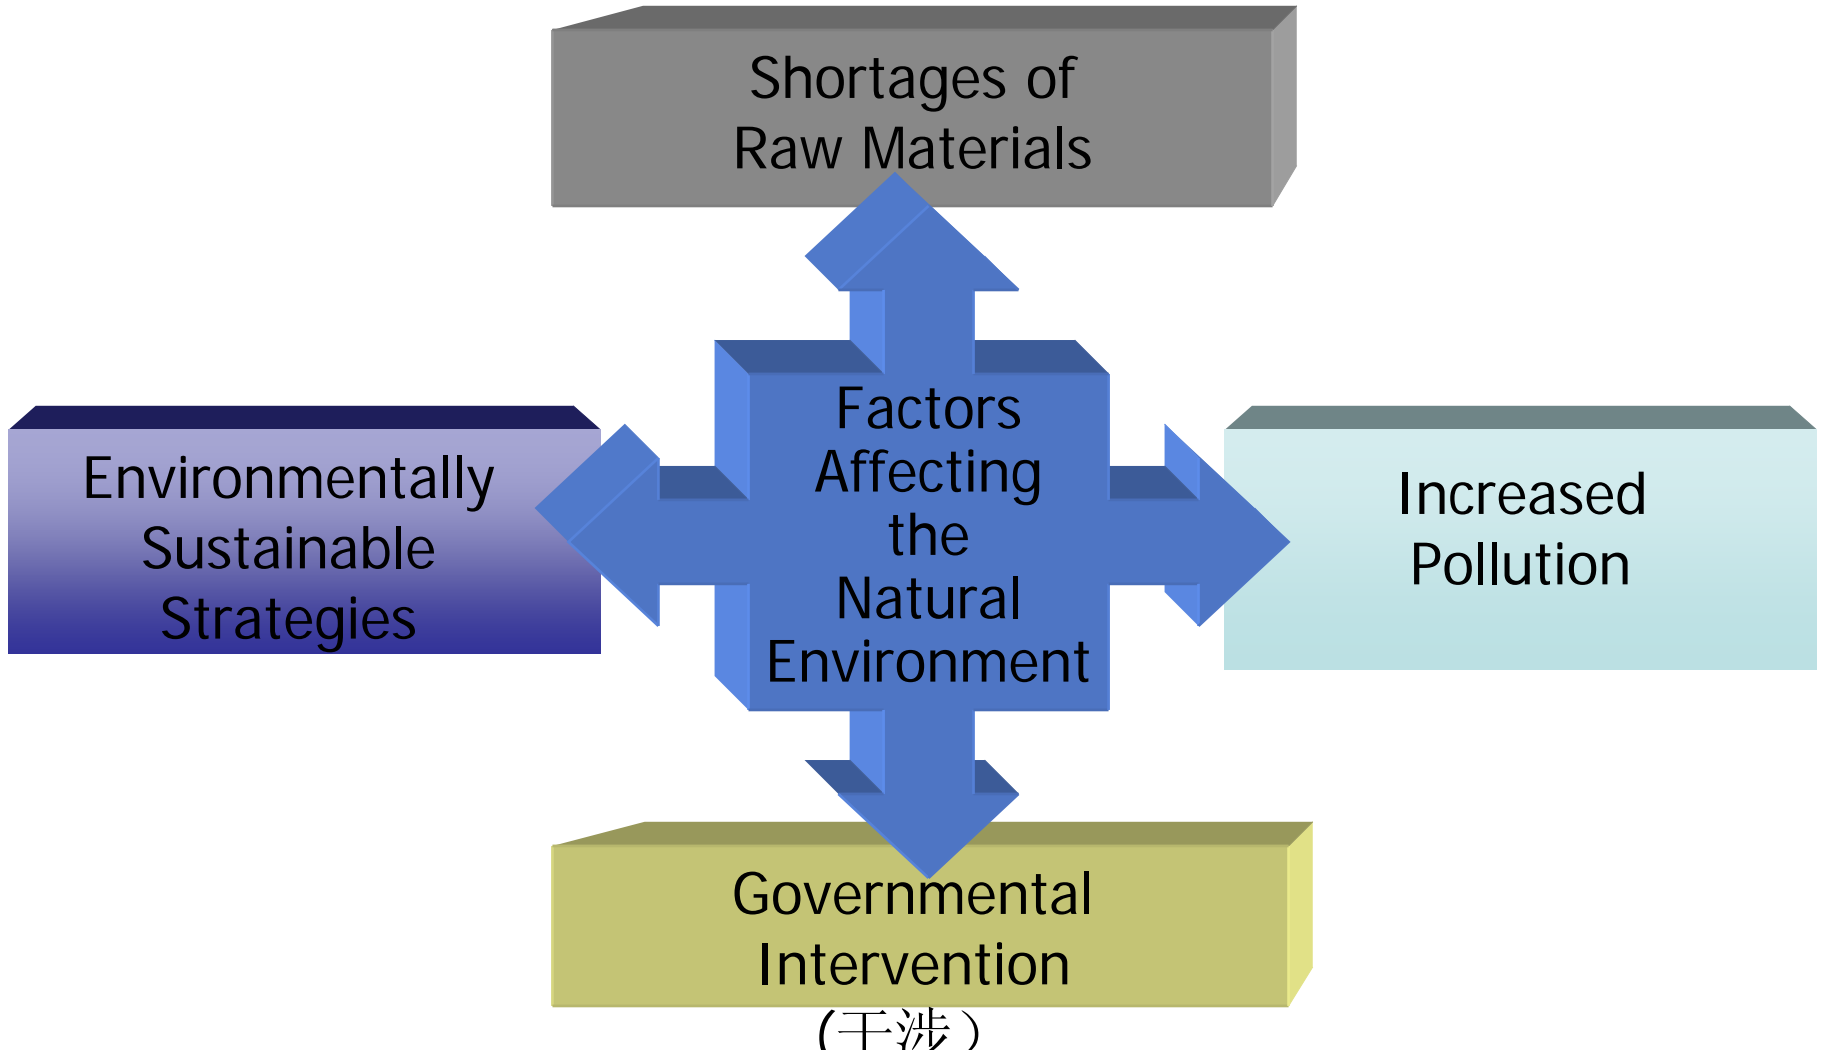 Shortages of
Raw Materials
Factors
Affecting
the
Natural
Environment
Environmentally
Sustainable
Strategies
Increased
Pollution
Governmental
Intervention
(干涉）